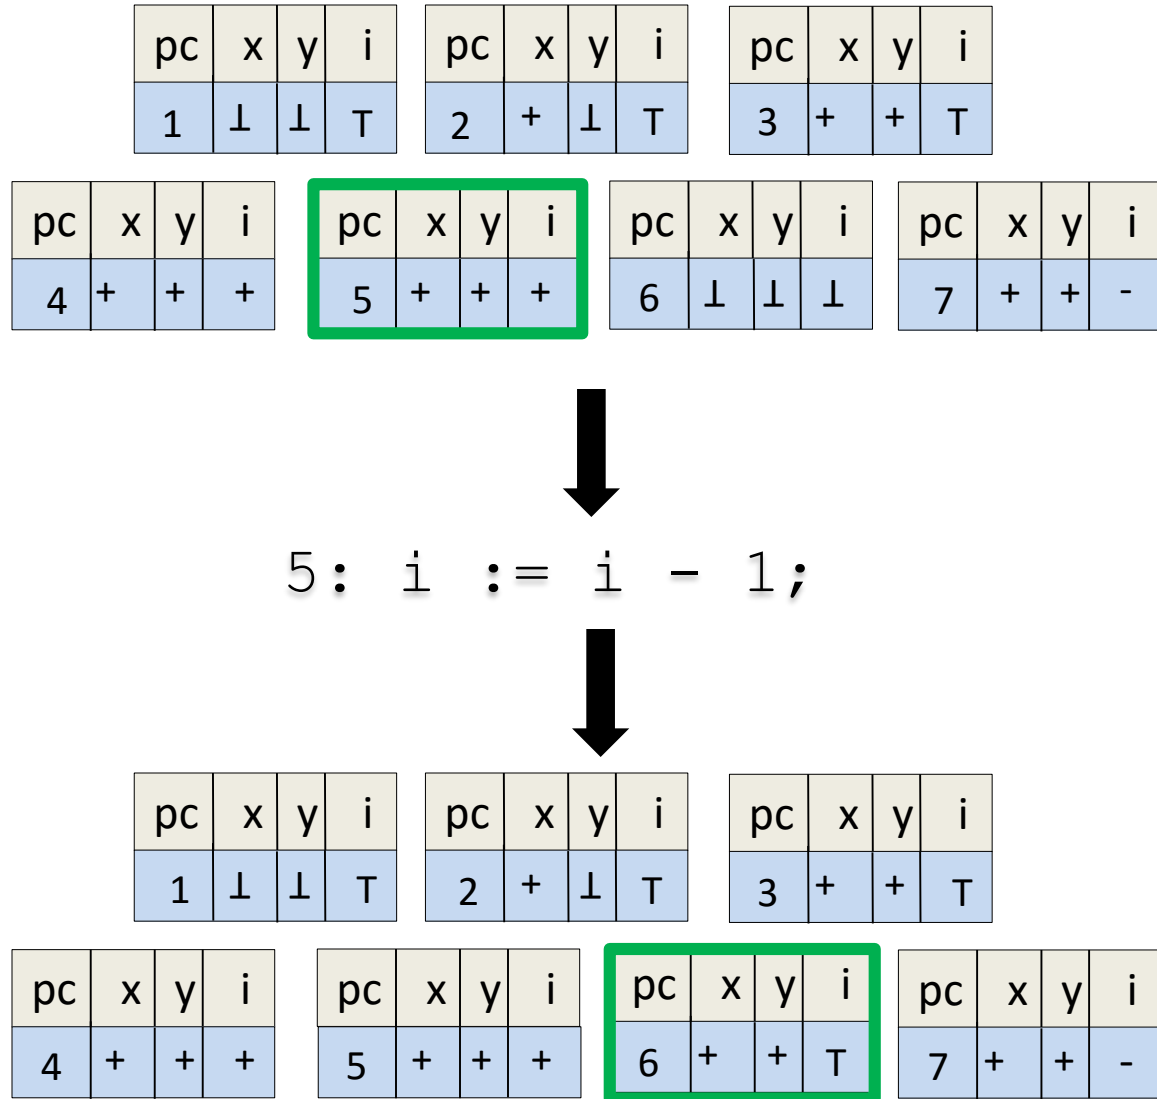 pc x y i pc x y i pc x y i
1 ⊥ ⊥ T 2 + ⊥ T 3 + + T
pc x y i pc x y i pc x y i pc x y i
4 + + + 5 + + + 6 ⊥ ⊥ ⊥ 7 + + -
5: i := i - 1;
pc x y i pc x y i pc x y i
1 ⊥ ⊥ T 2 + ⊥ T 3 + + T
pc x y i pc x y i pc x y i pc x y i
4 + + + 5 + + + 6 + + T 7 + + -